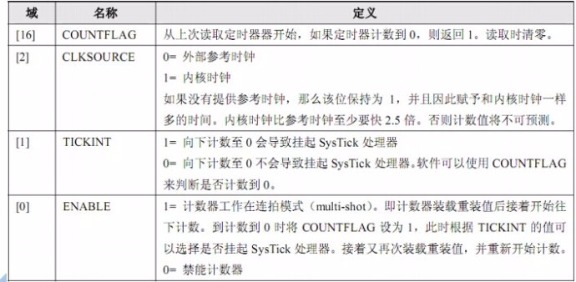 域 名称 定义
[16] COUNTFLAG 从上次读取定时器器开始，如果定时器计数到0，则返回 1。读取时清零。
[2] CLKSOURCE 0= 外部参考时钟
1= 内核时钟
如果没有提供参考时钟，那么该位保持为 1，并且因此赋予和内核时钟一样
多的时间。内核时钟比参考时钟至少要快 2.5 倍。否则计数值将不可预测。
[1] TICKINT 1= 向下计数至 0 会导致挂起 SysTick 处理器
0= 向下计数至 0 不会导致挂起 SysTick 处理器。软件可以使用 COUNTFLAG
来判断是否计数到 0。
[0] ENABLE 1= 计数器工作在连拍模式（multi-shot）。即计数器装载重装值后接着开始往
下计数。到计数到 0 时将 COUNTFLAG 设为 1，此时根据 TICKINT 的值可
以选择是否挂起 SysTick 处理器。接着又再次装载重装值，并重新开始计数。
0= 禁能计数器